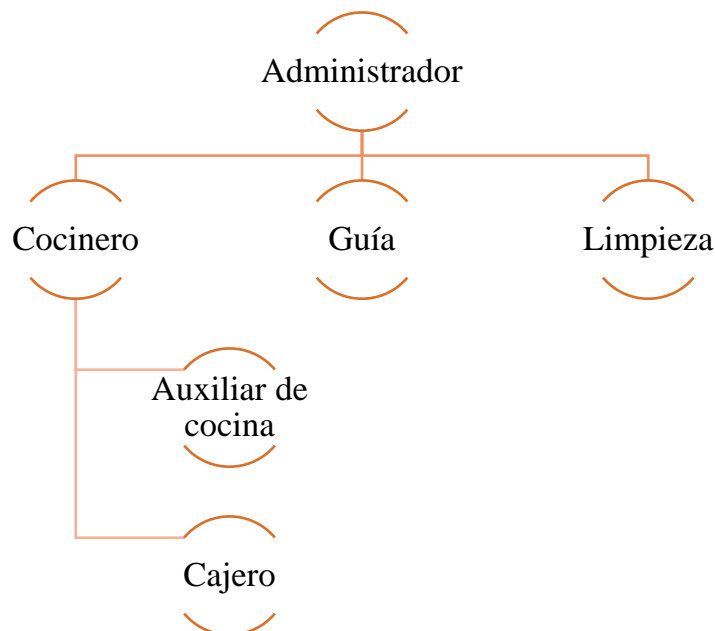 Administrador
Cocinero
Guía
Limpieza
Auxiliar de
cocina
Cajero